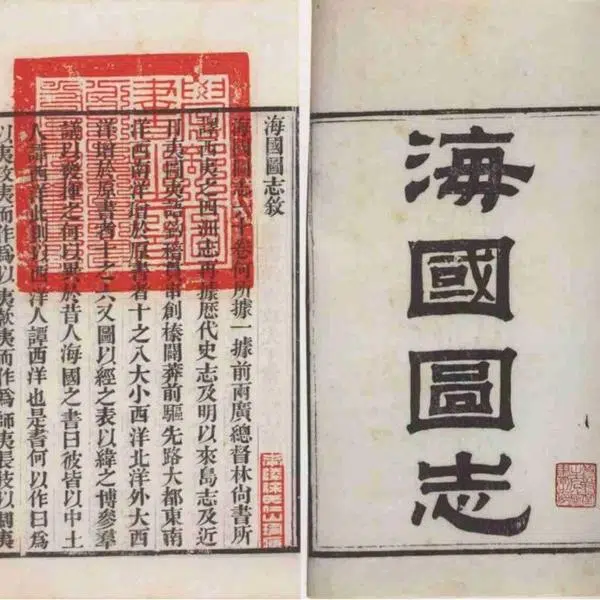 海國圖志
海國圖志敘
海國圖志六十卷何所據一據前兩廣總督林尚書所
譯西夷之四洲志再據歷代史志及明以來島志及近
日夷圖夷語鉤稽貫串創榛闢莽前驅先路大都東南
洋西南洋增於原書者十之八大小西洋北洋外大西
洋增於原書者十之六又圖以經之表以緯之博參羣
議以發揮之何以異於昔人海國之書曰彼皆以中土
人譚西洋此則以西洋人譚西洋也是書何以作曰為
以夷攻夷而作為以夷款夷而作為師夷長技以制夷